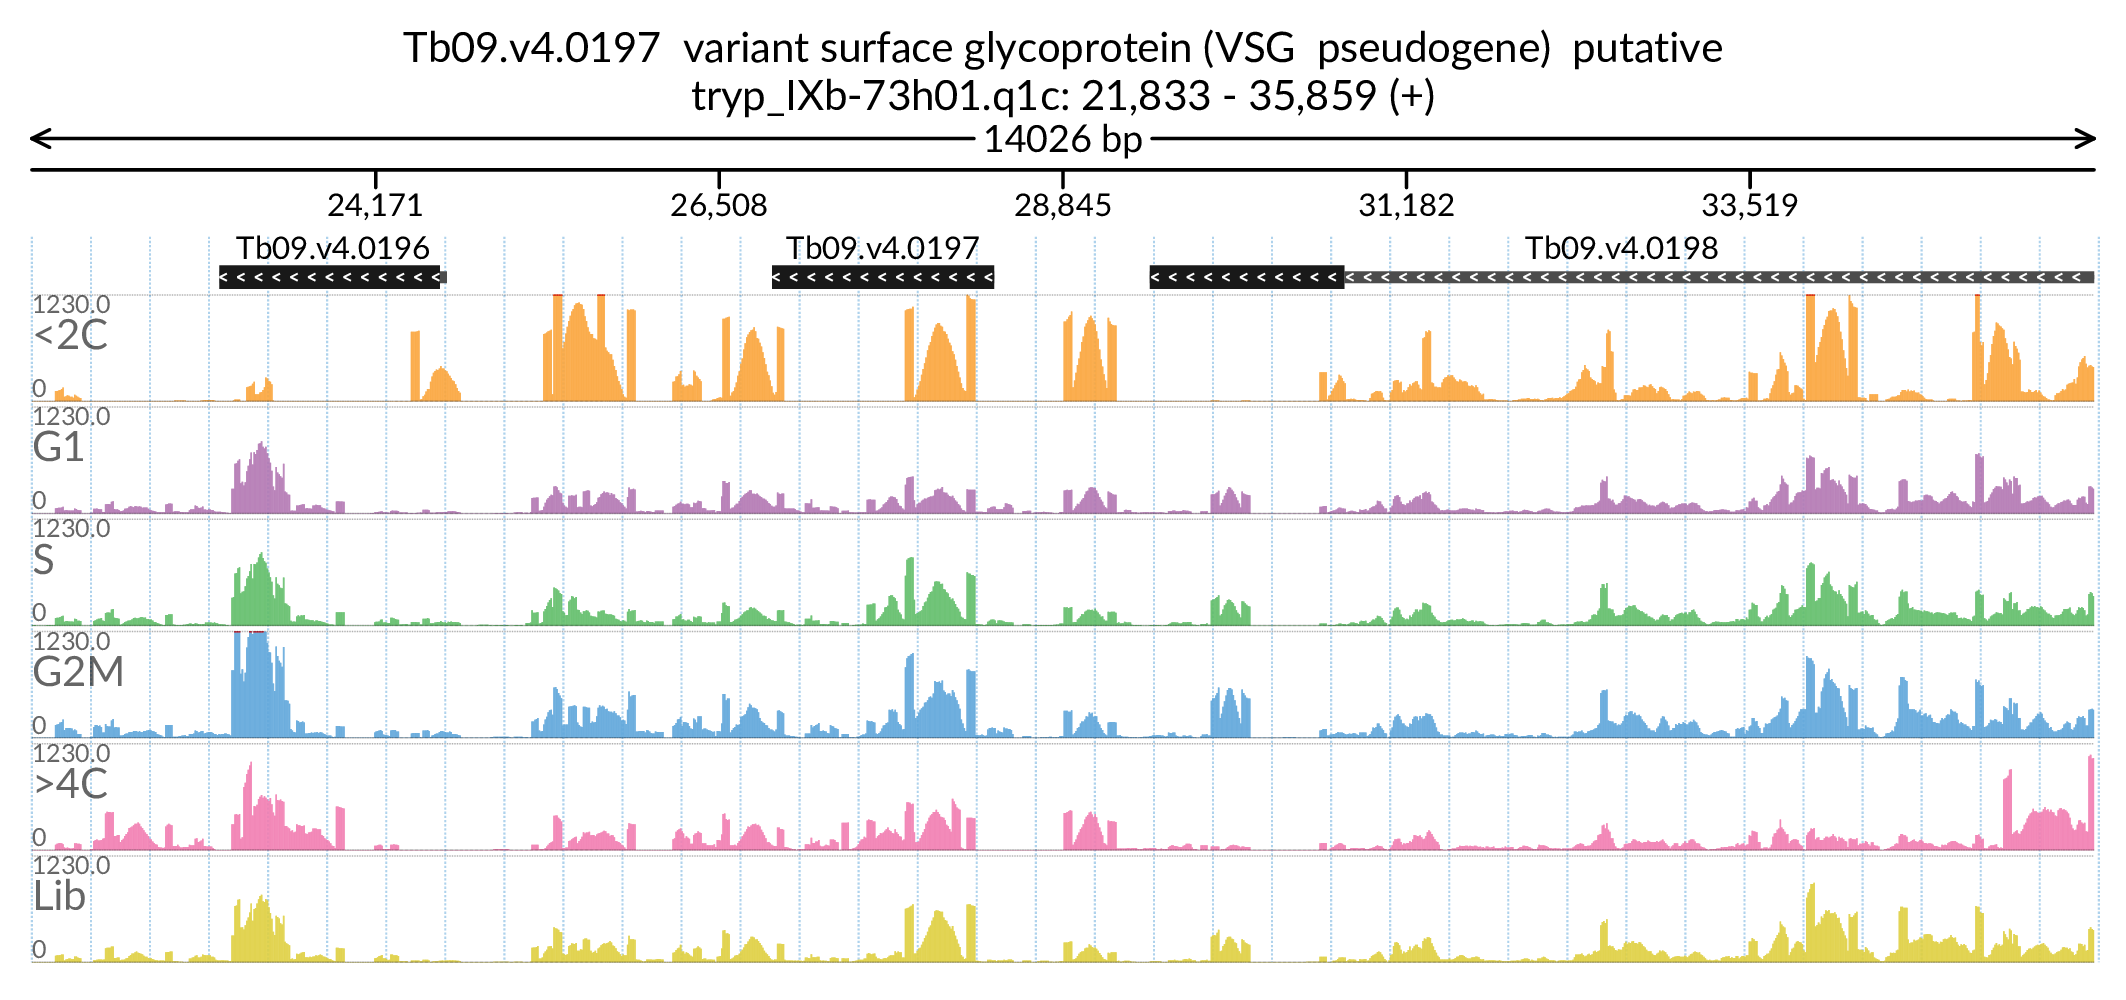 Tb09.v4.0197  variant surface glycoprotein (VSG  pseudogene)  putative
tryp_IXb-73h01.q1c: 21,833 - 35,859 (+)
14026 bp
24,171 26,508 28,845 31,182 33,519
Tb09.v4.0196 Tb09.v4.0197 Tb09.v4.0198
1230.0
<2C
0
1230.0
G1
0
1230.0
S
0
1230.0
G2M
0
1230.0
>4C
0
1230.0
Lib
0